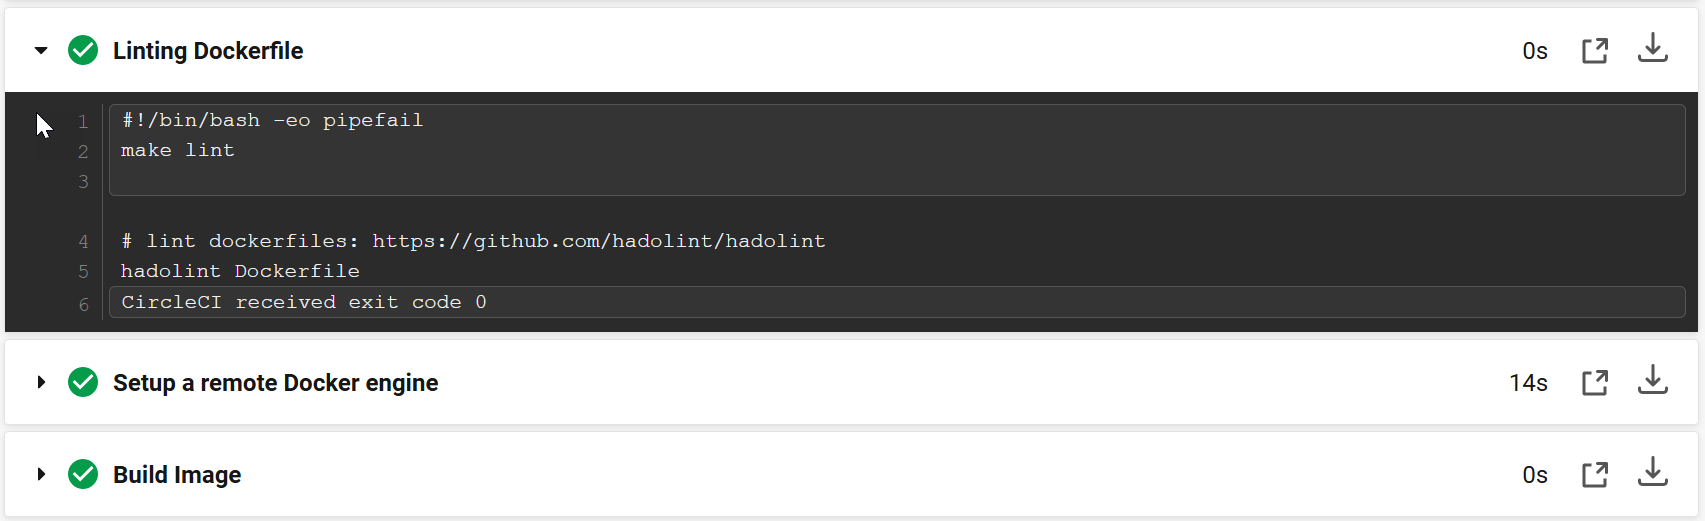 Linting Dockerfile 0s
1 #!/bin/bash -eo pipefail
2 make lint
3
4 # lint dockerfiles: https://github.com/hadolint/hadolint
5 hadolint Dockerfile
6 CircleCI received exit code 0
Setup a remote Docker engine 14s
Build Image 0s